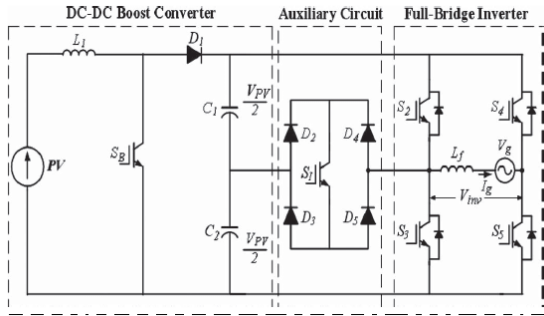 DC-DC Boost Converter
Auxiliary Circuit
Full-Bridge Inverter
L1
D1
C1
VPV
2
S2
S4
D2
D4
SB
PV
S1
Lf
Vg
Ig
Vinv
D3
D5
C2
VPV
2
S3
S5